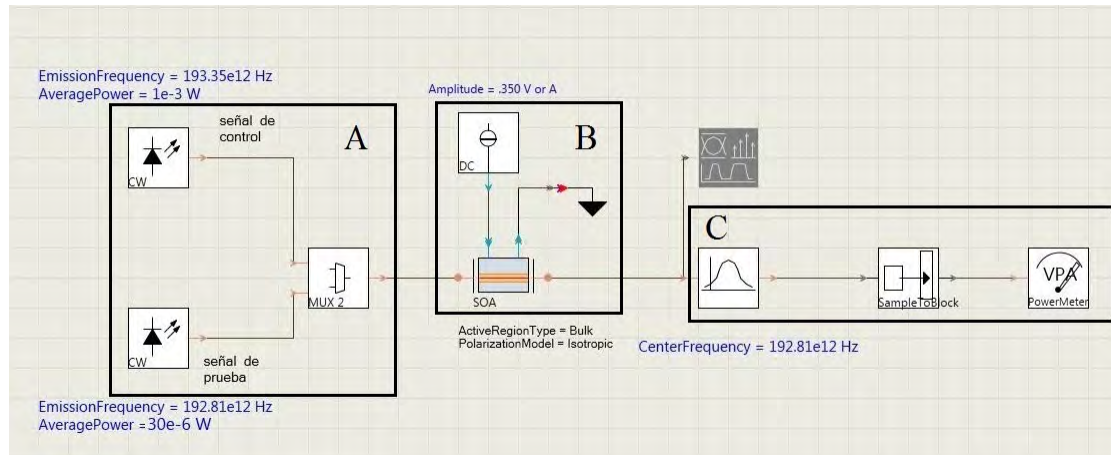 EmissionFrequency = 193.35e12 Hz
AveragePower = 1e-3 W
señal de
control
A
CW
MUX 2
CW
señal de
prueba
EmissionFrequency = 192.81e12 Hz
AveragePower =30e-6 W
Amplitude = .350 V or A
B
DC
SOA
ActiveRegionType = Bulk
PolarizationModel = Isotropic
C
SampleToBlock
VPA
PowerMeter
CenterFrequency = 192.81e12 Hz